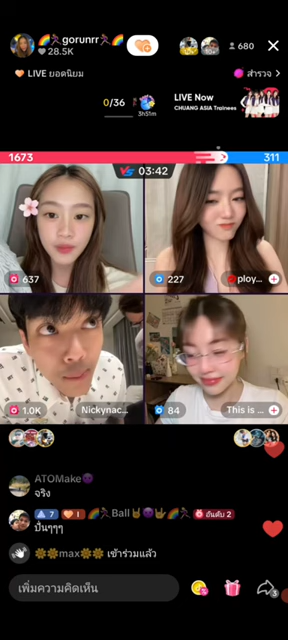 🌈🏃gorunrr🏃🌈
28.5K
680
LIVE ยอดนิยม
สำรวจ >
0/36
3h51m
LIVE Now
CHUANG ASIA Trainees
1673
311
VS 03:42
637
227
ploy...
1.0K
Nickynac...
84
This is ...
ATOMake😈
จริง
7 1 🌈🏃Ball🤘😈🤘🌈🏃 อันดับ 2
ปั่นๆๆๆ
🌼🌼max🌼🌼 เข้าร่วมแล้ว
เพิ่มความคิดเห็น
3